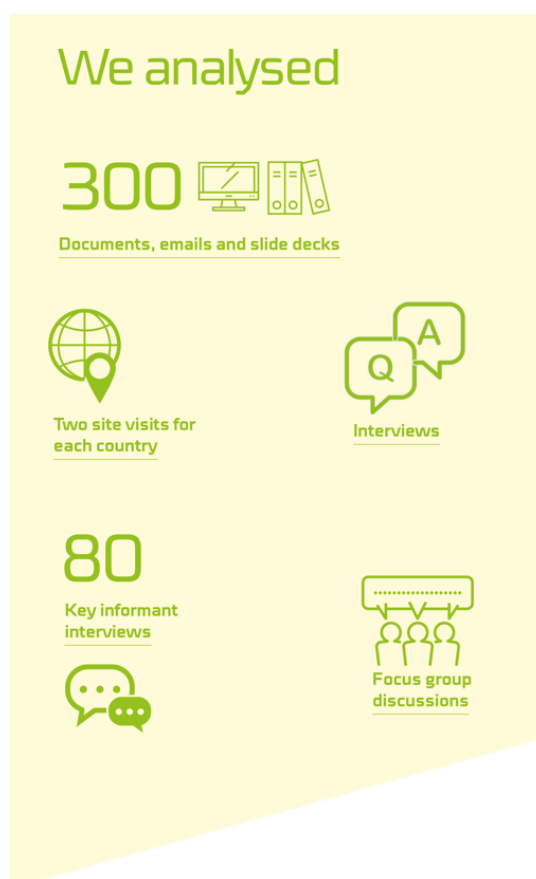 We analysed
300
Documents, emails and slide decks
Two site visits for
each country
Q
A
Interviews
80
Key informant
interviews
Focus group
discussions